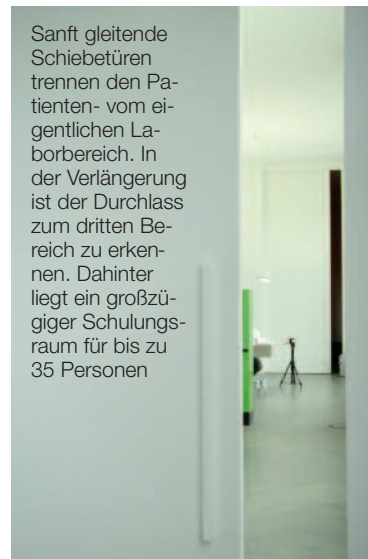 Sanft gleitende
Schiebetüren
trennen den Pa-
tienten- vom ei-
gentlichen La-
borbereich. In
der Verlängerung
ist der Durchlass
zum dritten Be-
reich zu erken-
nen. Dahinter
liegt ein großzü-
giger Schulungs-
raum für bis zu
35 Personen